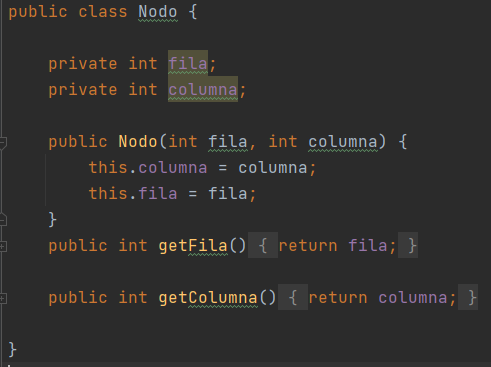 public class Nodo {
private int fila;
private int columna;
public Nodo(int fila, int columna) {
this.columna = columna;
this.fila = fila;
}
public int getFila() { return fila; }
public int getColumna() { return columna; }
}